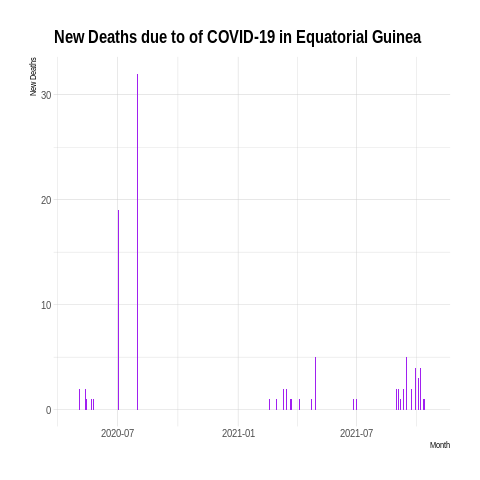 New Deaths due to of COVID-19 in Equatorial Guinea
New Deaths
30
20
10
0
2020-07 2021-01 2021-07
Month